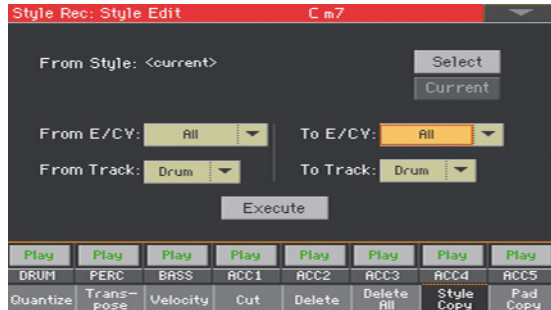 Style Rec: Style Edit C m7
From Style: <current> Select
Current
From E/CV: All To E/CV: All
From Track: Drum To Track: Drum
Execute
Play Play Play Play Play Play Play Play
DRUM PERC BASS ACC1 ACC2 ACC3 ACC4 ACC5
Quantize Trans-pose Velocity Cut Delete Delete All Style Copy Pad Copy